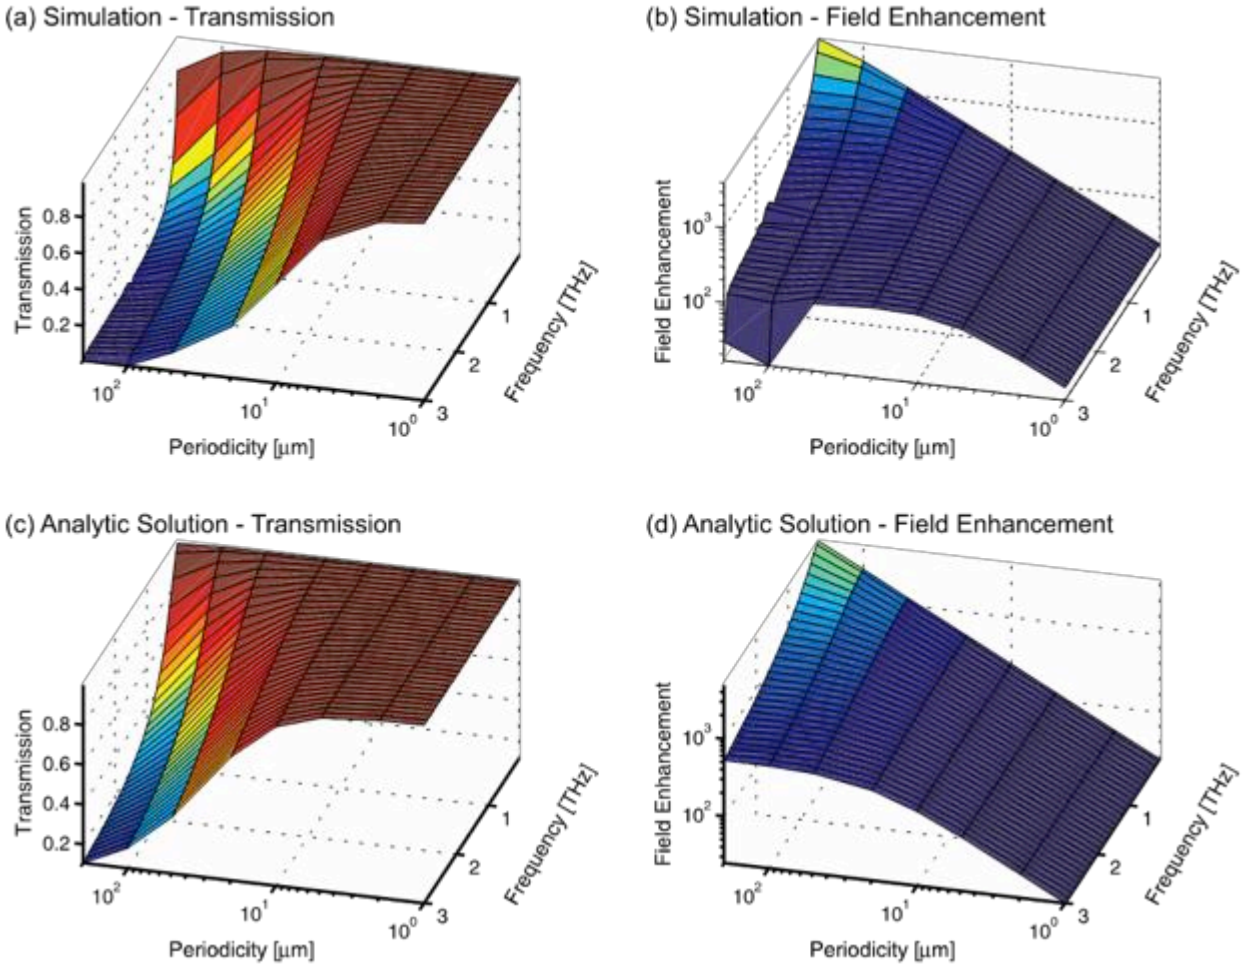 (a) Simulation - Transmission
(b) Simulation - Field Enhancement
Transmission
0.8
0.6
0.4
0.2
10²
10¹
10⁰
Periodicity [μm]
1
2
3
Frequency [THz]
Field Enhancement
10³
10²
10²
10¹
10⁰
Periodicity [μm]
1
2
3
Frequency [THz]
(c) Analytic Solution - Transmission
(d) Analytic Solution - Field Enhancement
Transmission
0.8
0.6
0.4
0.2
10²
10¹
10⁰
Periodicity [μm]
1
2
3
Frequency [THz]
Field Enhancement
10³
10²
10²
10¹
10⁰
Periodicity [μm]
1
2
3
Frequency [THz]